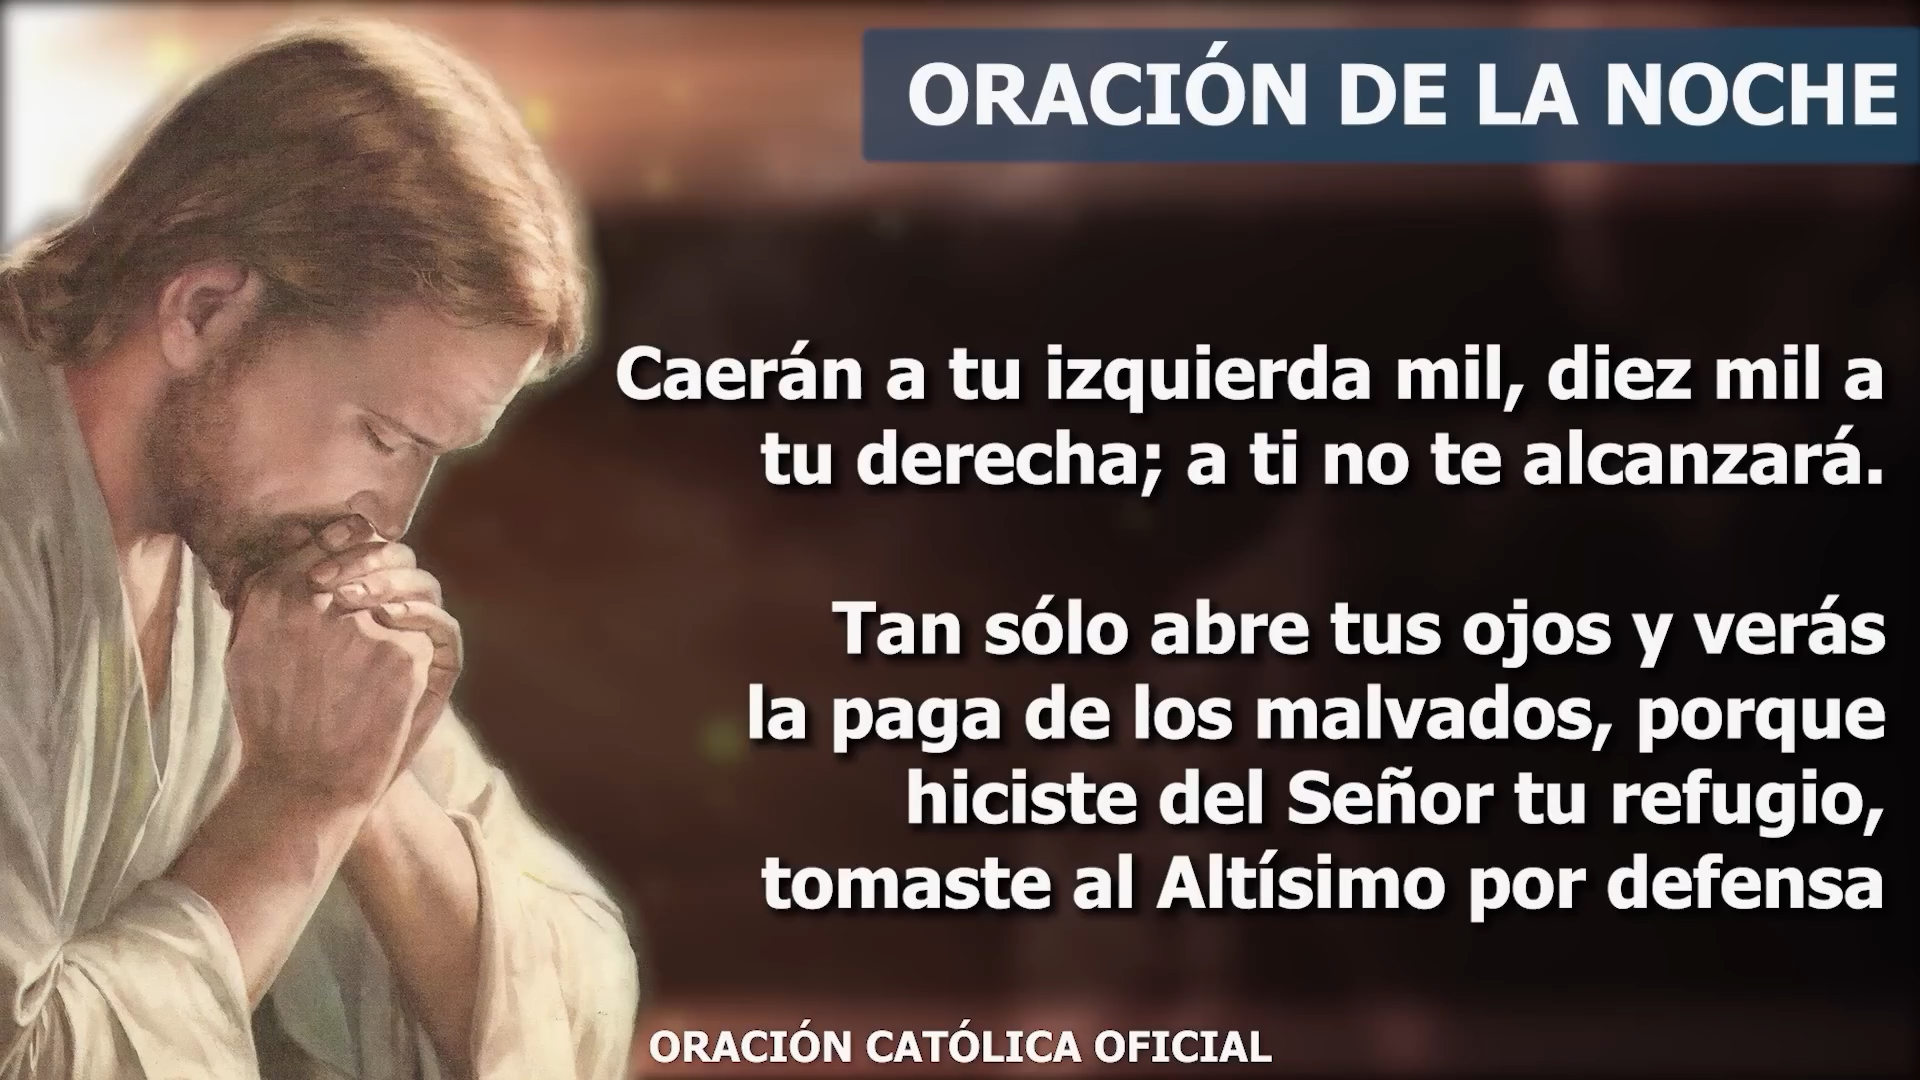 ORACIÓN DE LA NOCHE
Caerán a tu izquierda mil, diez mil a
tu derecha; a ti no te alcanzará.
Tan sólo abre tus ojos y verás
la paga de los malvados, porque
hiciste del Señor tu refugio,
tomaste al Altísimo por defensa
ORACIÓN CATÓLICA OFICIAL